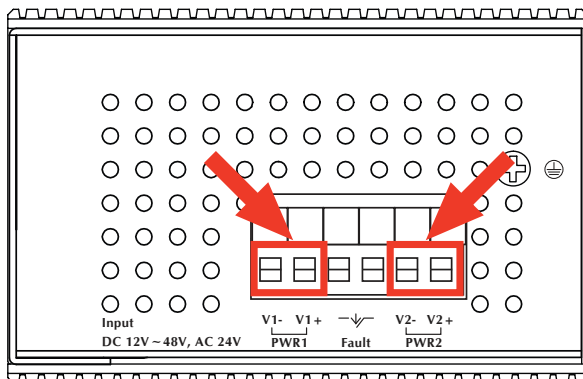 Input
DC 12V ~ 48V, AC 24V
V1- V1+
PWR1
Fault
V2- V2+
PWR2